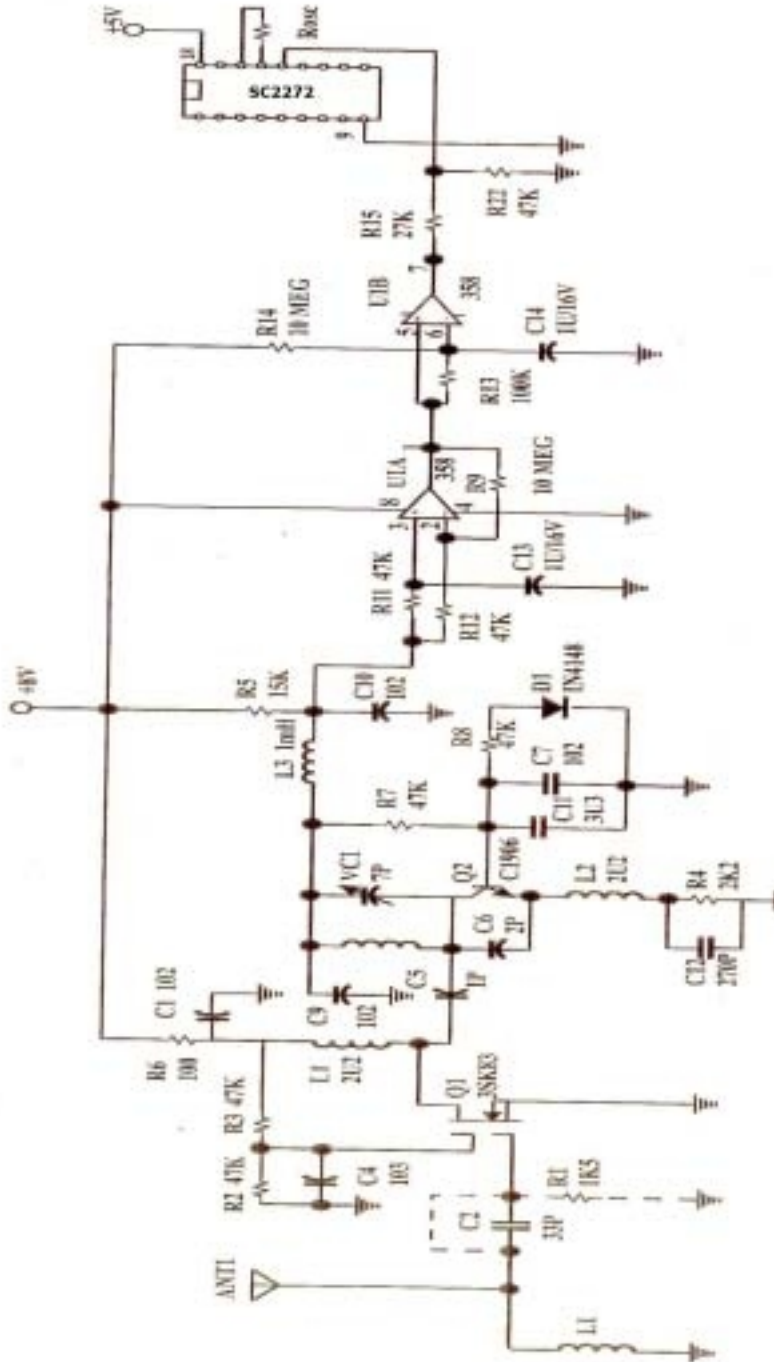 ANT1
L1
C2
33P
R1
1K5
R2 47K
R3 47K
C4
103
Q1
3SK83
R6
100
C1 102
L1
2U2
C9
102
C5
1P
VC1
7P
C6
2P
Q2
C1906
L2
2U2
C12
270P
R4
2K2
R7
47K
L3 1mH
R5
15K
+8V
C10
102
R8
47K
C11
3U3
C7
102
D1
IN4148
R11 47K
R12
47K
C13
1U/16V
3
2
8
4
1
U1A
358
R9
10 MEG
R13
100K
R14
10 MEG
C14
1U/16V
5
6
7
U1B
358
R15
27K
R22
47K
SC2272
9
18
+5V
Rosc